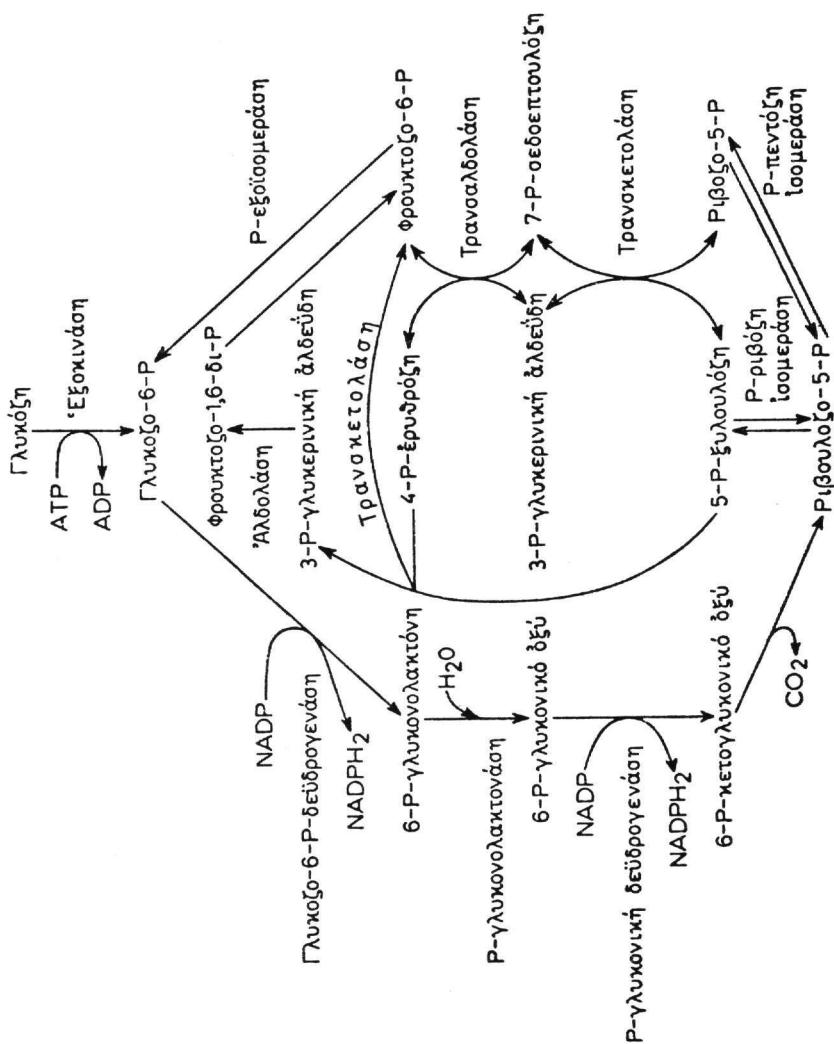 Γλυκόζη
ATP
Ἑξοκινάση
ADP
Γλυκοζο-6-Ρ
Ρ-εξοϊσομεράση
NADP
Φρουκτοζο-1,6-δι-Ρ
Γλυκοζο-6-Ρ-δεϋδρογενάση
Ἀλδολάση
NADPH2
3-Ρ-γλυκερινική ἀλδεΰδη
Τρανσκετολάση
6-Ρ-γλυκονολακτόνη
4-Ρ-ἐρυθρόζη
Φρουκτοζο-6-Ρ
H2O
Ρ-γλυκονολακτονάση
Τρανσαλδολάση
6-Ρ-γλυκονικό ὀξύ
3-Ρ-γλυκερινική ἀλδεΰδη
7-Ρ-σεδοεπτουλόζη
NADP
Ρ-γλυκονική δεϋδρογενάση
Τρανσκετολάση
NADPH2
6-Ρ-κετογλυκονικό ὀξύ
5-Ρ-ξυλουλόζη
Ριβοζο-5-Ρ
Ρ-ριβόζη
ἰσομεράση
Ρ-πεντόζη
ἰσομεράση
CO2
Ριβουλοζο-5-Ρ